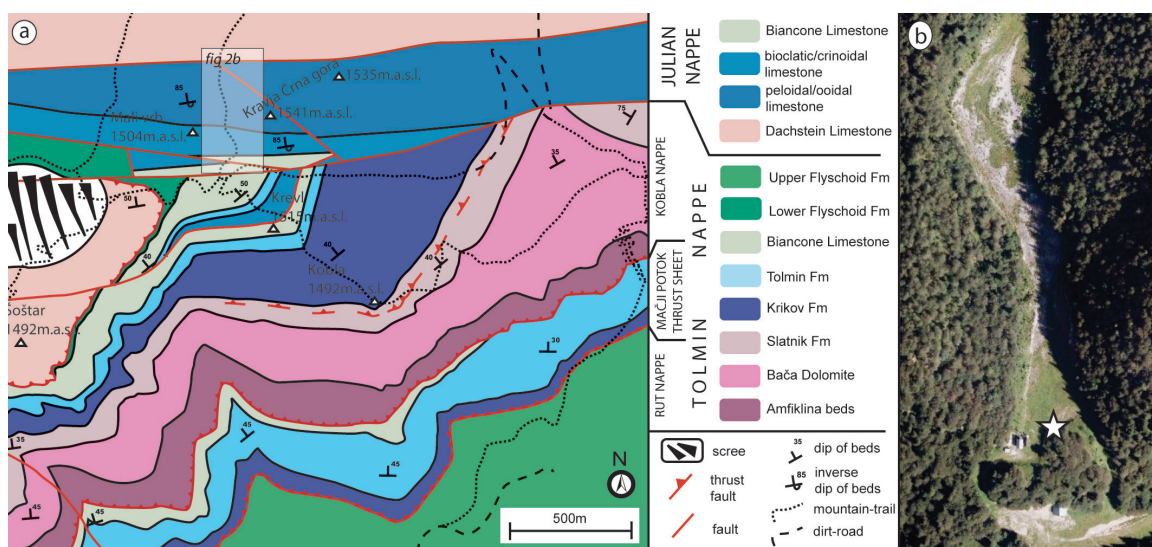 a
fig 2b
85
1535m.a.s.l.
Kravja Črna gora
1541m.a.s.l.
Mali vrh
1504m.a.s.l.
85
75
35
50
50
Krevl
1515m.a.s.l.
40
40
40
Kobla
1492m.a.s.l.
Šoštar
1492m.a.s.l.
30
45
45
35
45
45
N
500m
JULIAN
NAPPE
Biancone Limestone
bioclatic/crinoidal
limestone
peloidal/ooidal
limestone
Dachstein Limestone
TOLMIN NAPPE
KOBLA NAPPE
MAČJI POTOK
THRUST SHEET
RUT NAPPE
Upper Flyschoid Fm
Lower Flyschoid Fm
Biancone Limestone
Tolmin Fm
Krikov Fm
Slatnik Fm
Bača Dolomite
Amfiklina beds
scree
thrust
fault
fault
35
dip of beds
85
inverse
dip of beds
mountain-trail
dirt-road
b